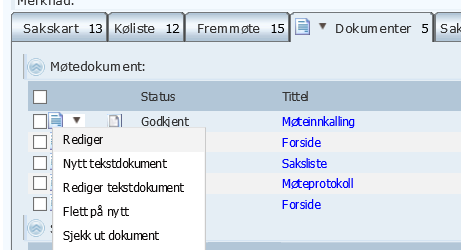 Merknad:
Sakskart 13 Køliste 12 Fremmøte 15 Dokumenter 5 Sak
Møtedokument:
Status Tittel
Godkjent Møteinnkalling
Rediger Forside
Nytt tekstdokument Saksliste
Rediger tekstdokument Møteprotokoll
Flett på nytt Forside
Sjekk ut dokument